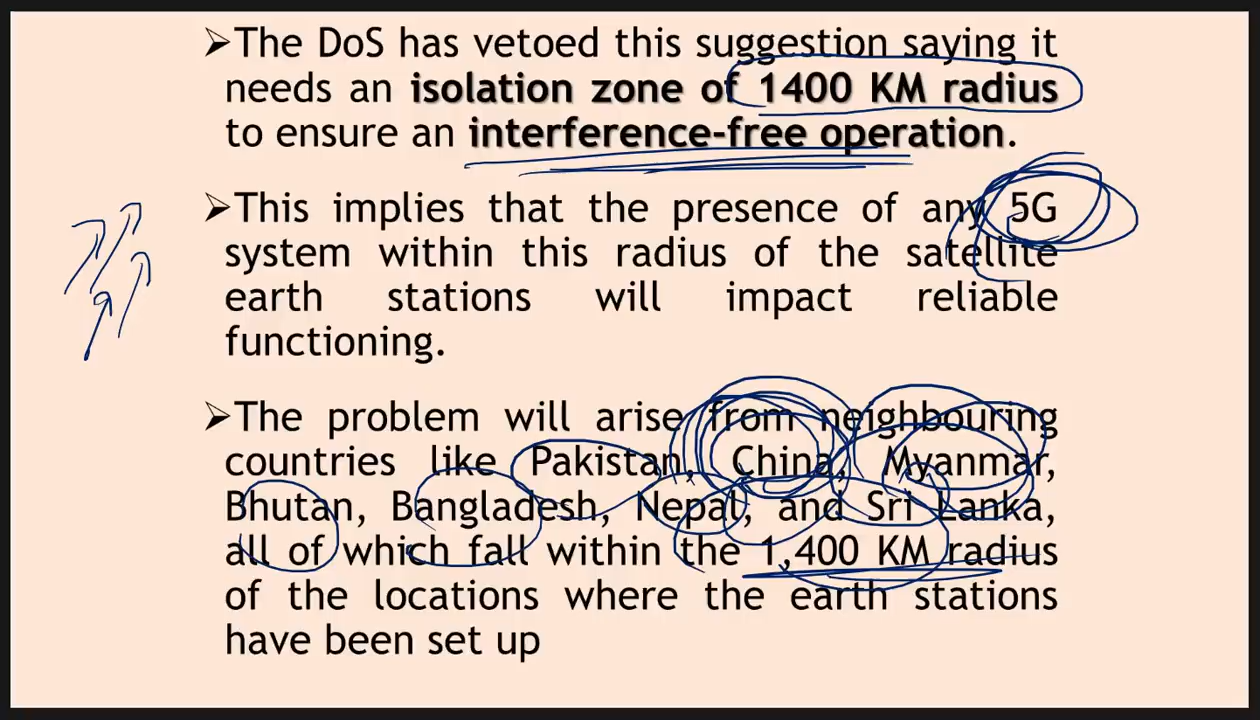 ➢The DoS has vetoed this suggestion saying it
needs an isolation zone of 1400 KM radius
to ensure an interference-free operation.
➢This implies that the presence of any 5G
system within this radius of the satellite
earth stations will impact reliable
functioning.
➢The problem will arise from neighbouring
countries like Pakistan, China, Myanmar,
Bhutan, Bangladesh, Nepal, and Sri Lanka,
all of which fall within the 1,400 KM radius
of the locations where the earth stations
have been set up